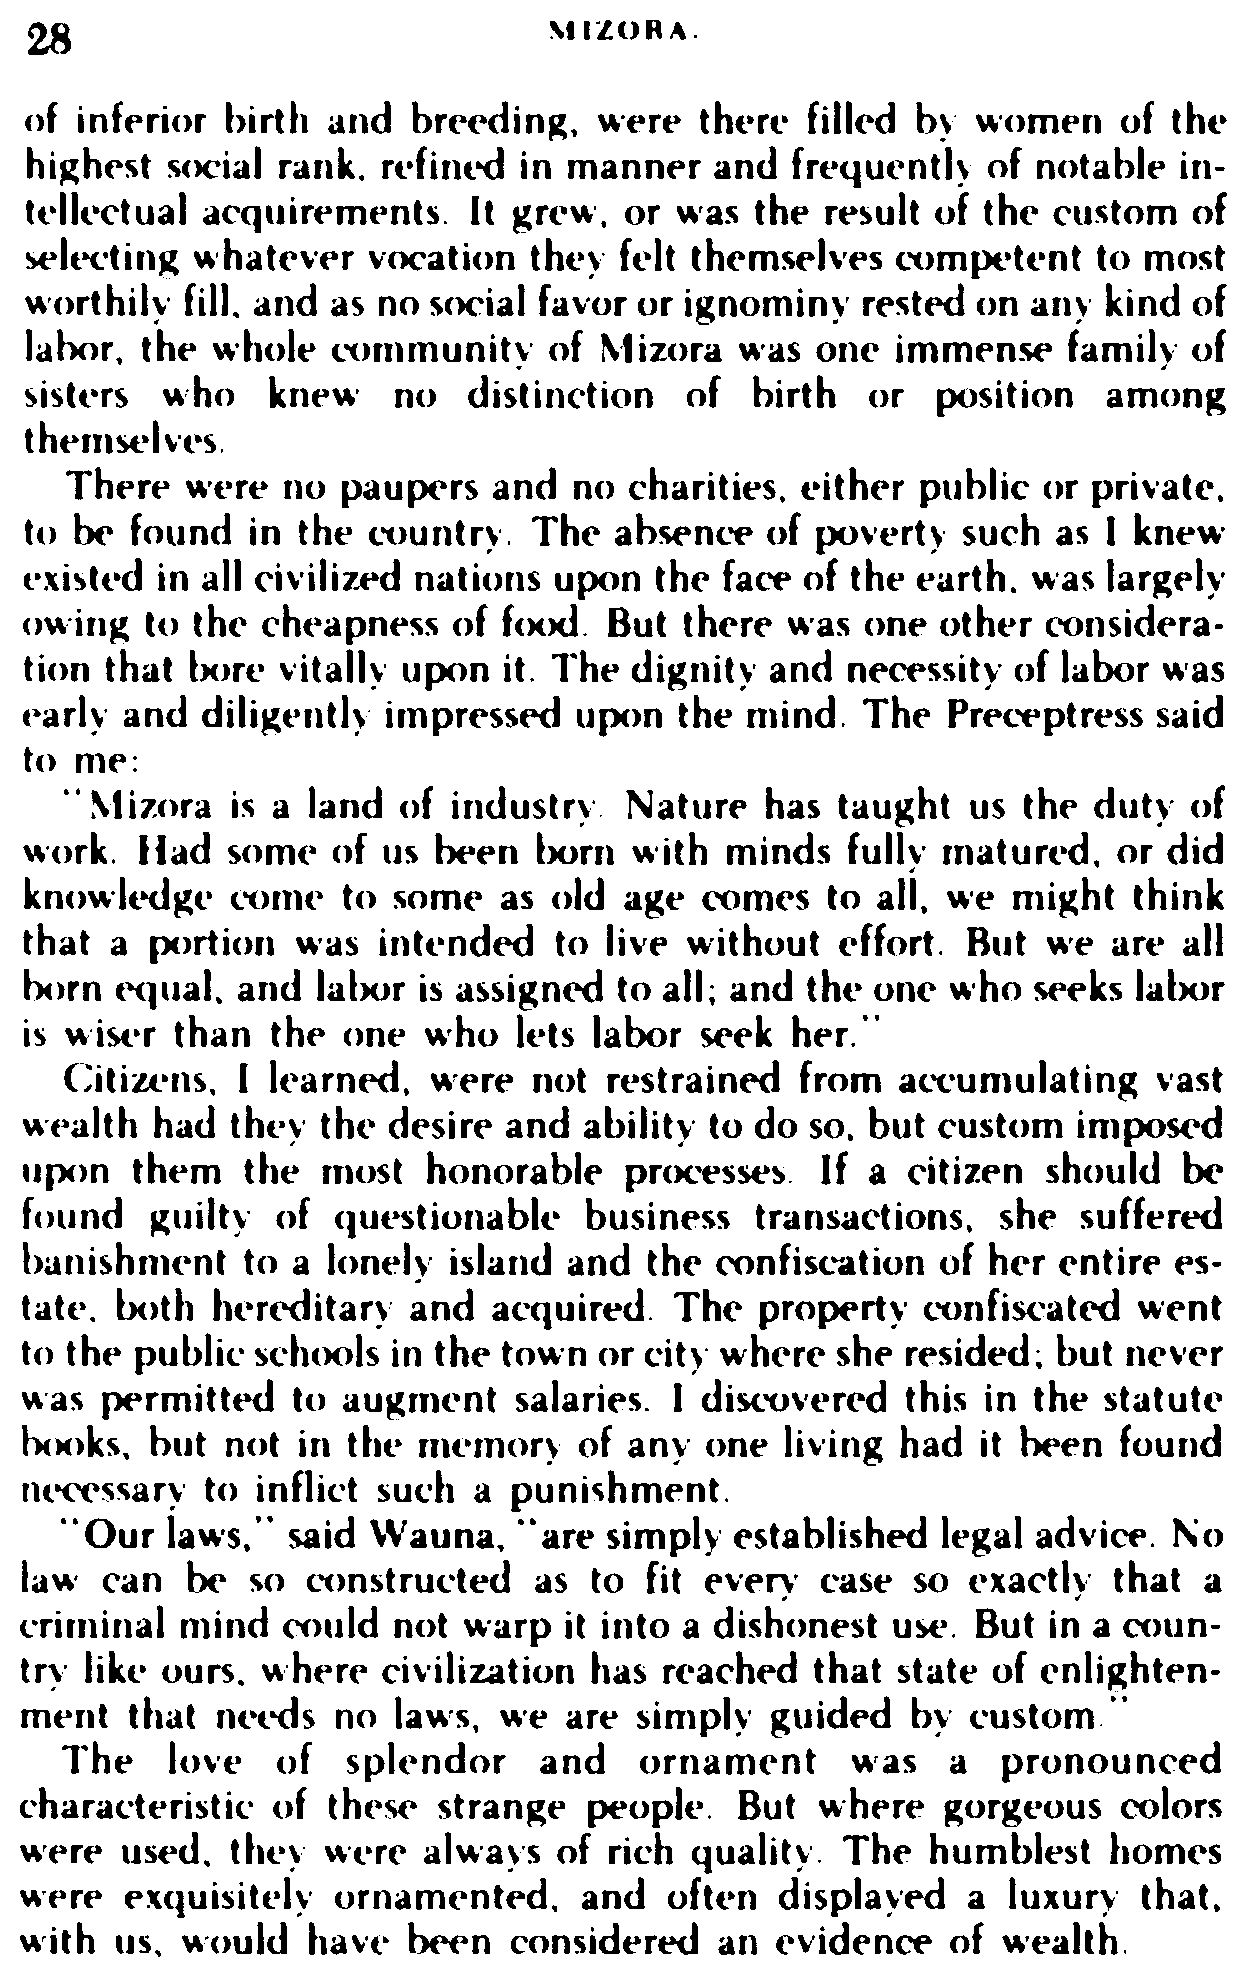 28
MIZORA.
of inferior birth and breeding, were there filled by women of the
highest social rank, refined in manner and frequently of notable in-
tellectual acquirements. It grew, or was the result of the custom of
selecting whatever vocation they felt themselves competent to most
worthily fill, and as no social favor or ignominy rested on any kind of
labor, the whole community of Mizora was one immense family of
sisters who knew no distinction of birth or position among
themselves.
There were no paupers and no charities, either public or private,
to be found in the country. The absence of poverty such as I knew
existed in all civilized nations upon the face of the earth, was largely
owing to the cheapness of food. But there was one other considera-
tion that bore vitally upon it. The dignity and necessity of labor was
early and diligently impressed upon the mind. The Preceptress said
to me:
"Mizora is a land of industry. Nature has taught us the duty of
work. Had some of us been born with minds fully matured, or did
knowledge come to some as old age comes to all, we might think
that a portion was intended to live without effort. But we are all
born equal, and labor is assigned to all; and the one who seeks labor
is wiser than the one who lets labor seek her."
Citizens, I learned, were not restrained from accumulating vast
wealth had they the desire and ability to do so, but custom imposed
upon them the most honorable processes. If a citizen should be
found guilty of questionable business transactions, she suffered
banishment to a lonely island and the confiscation of her entire es-
tate, both hereditary and acquired. The property confiscated went
to the public schools in the town or city where she resided; but never
was permitted to augment salaries. I discovered this in the statute
books, but not in the memory of any one living had it been found
necessary to inflict such a punishment.
"Our laws," said Wauna, "are simply established legal advice. No
law can be so constructed as to fit every case so exactly that a
criminal mind could not warp it into a dishonest use. But in a coun-
try like ours, where civilization has reached that state of enlighten-
ment that needs no laws, we are simply guided by custom."
The love of splendor and ornament was a pronounced
characteristic of these strange people. But where gorgeous colors
were used, they were always of rich quality. The humblest homes
were exquisitely ornamented, and often displayed a luxury that,
with us, would have been considered an evidence of wealth.